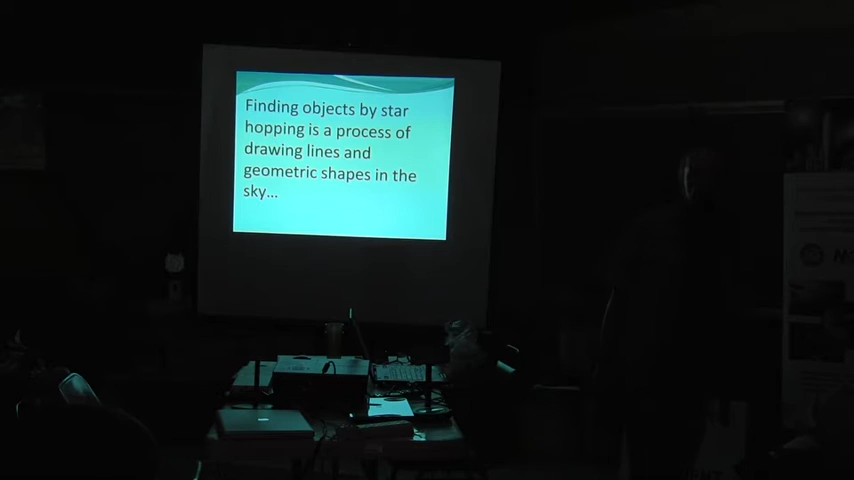 Finding objects by star
hopping is a process of
drawing lines and
geometric shapes in the
sky...